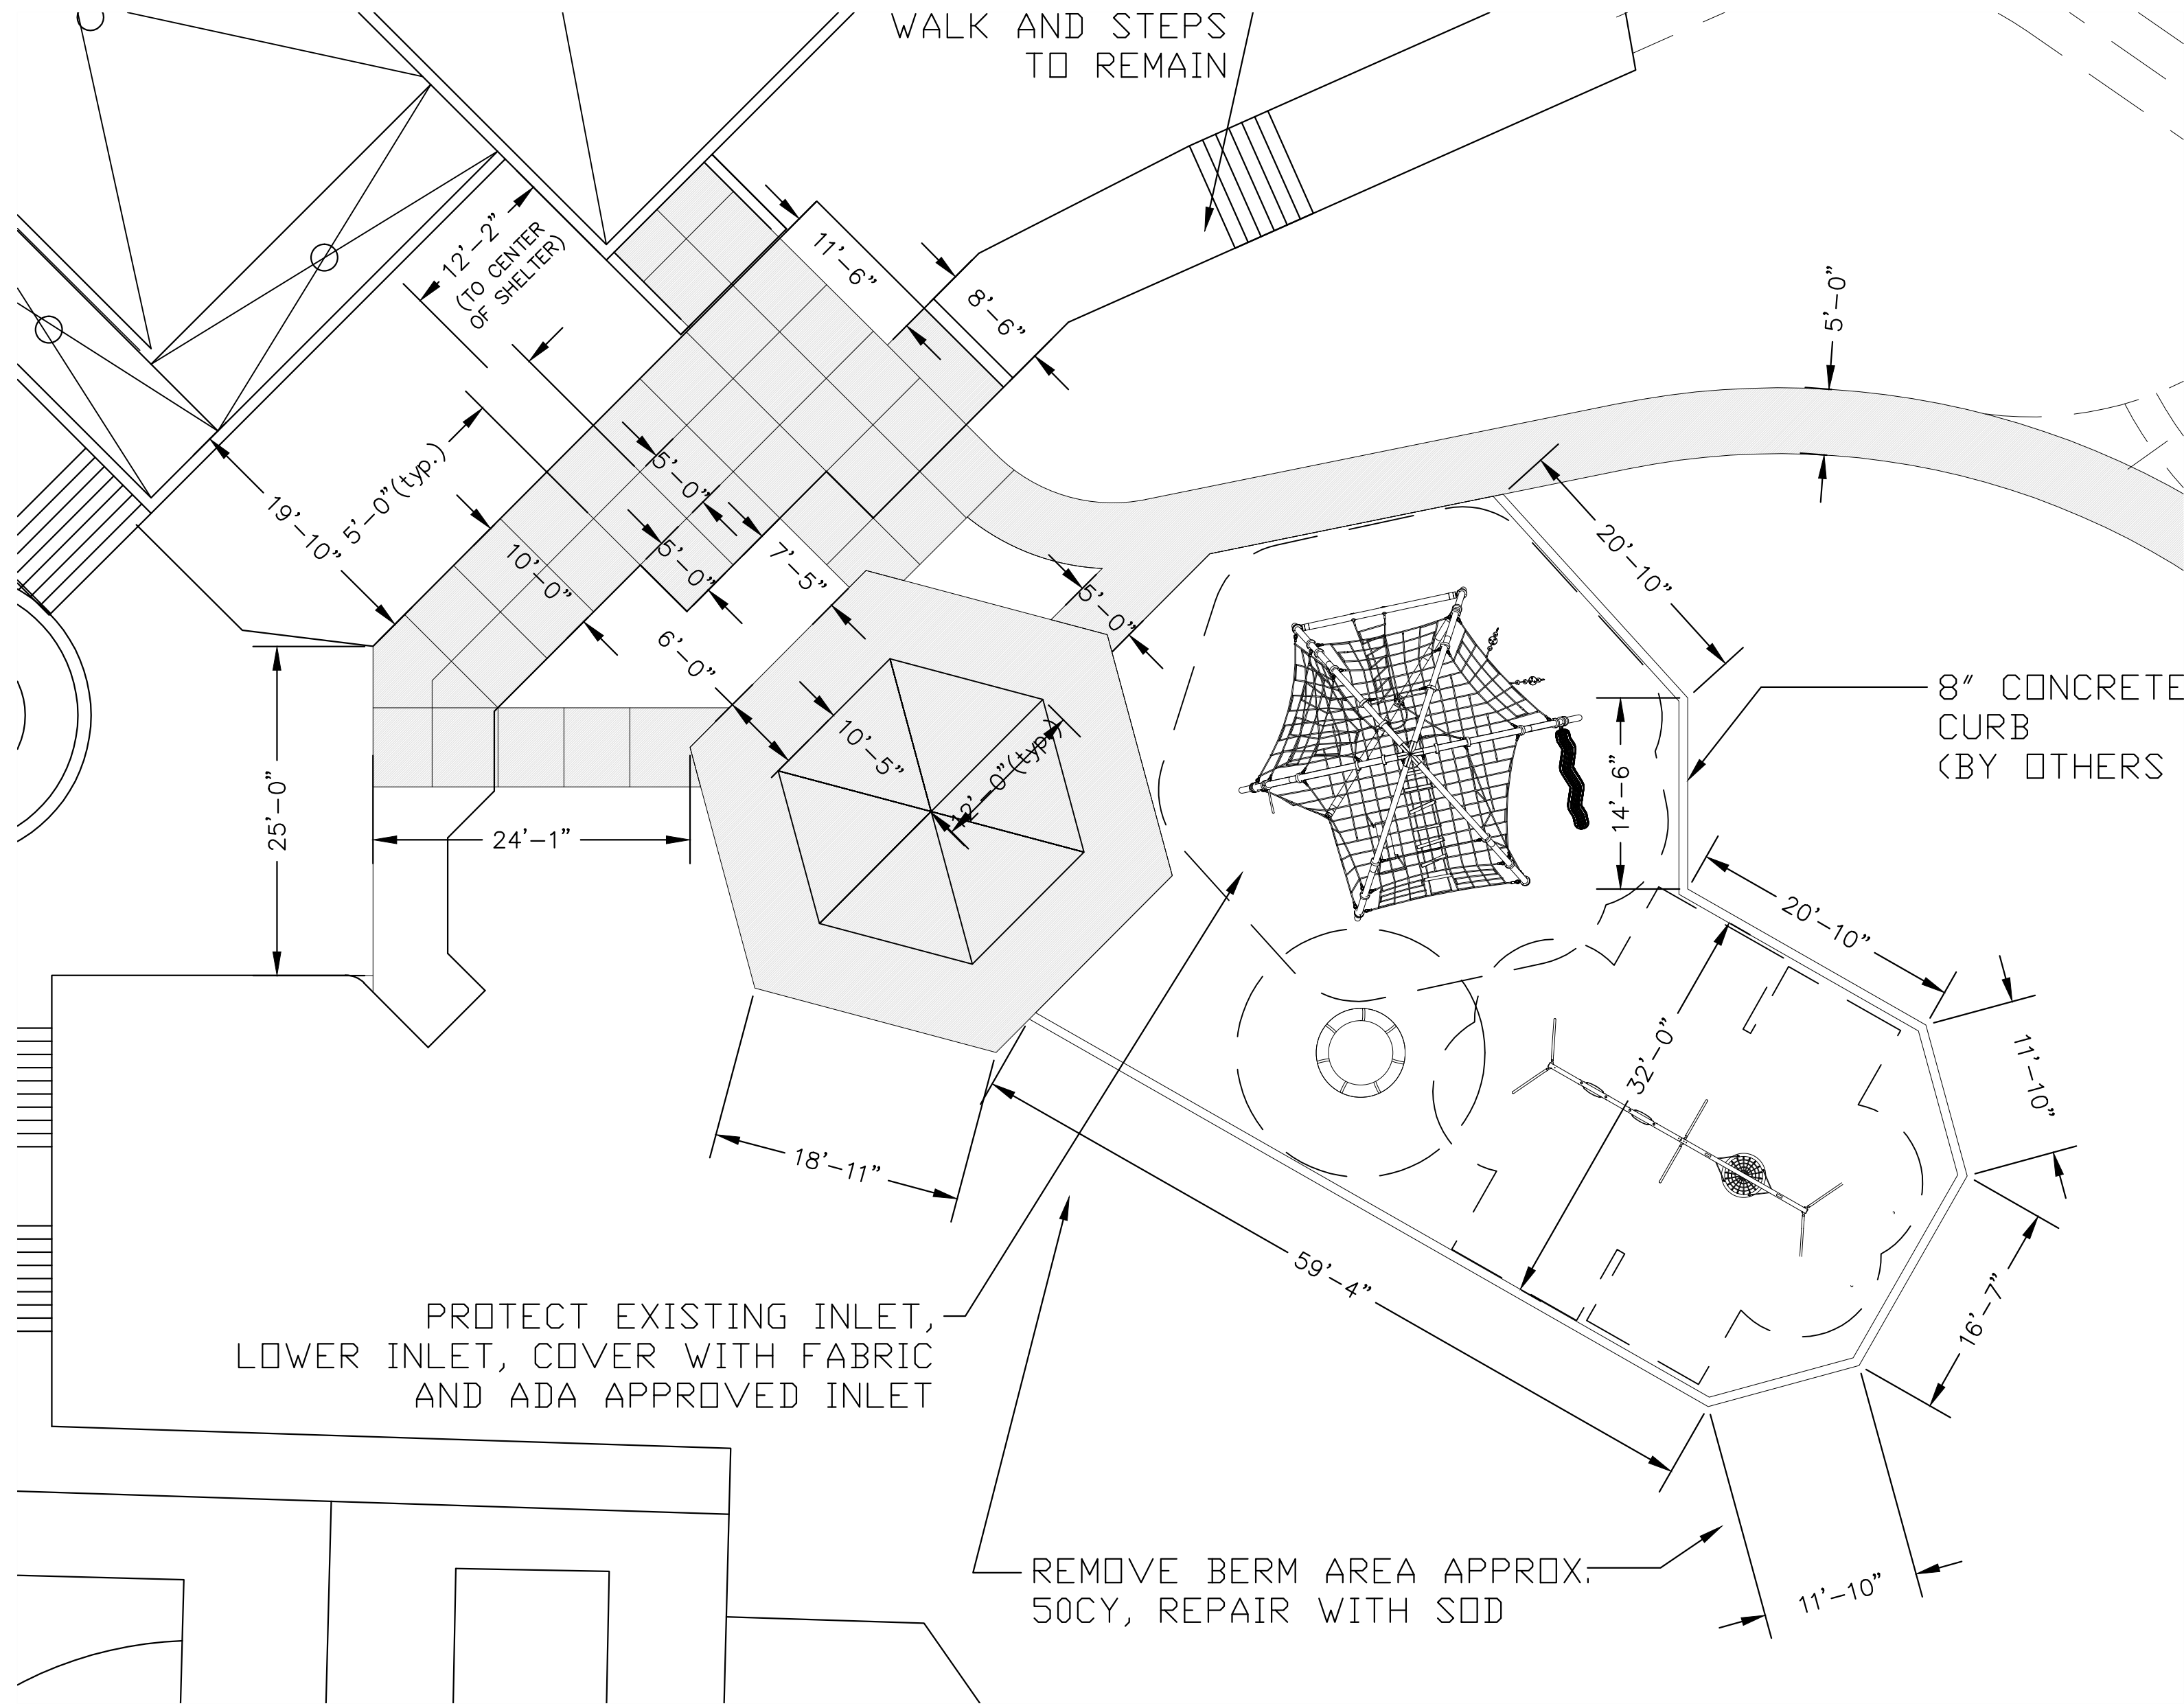 WALK AND STEPS
TO REMAIN
12'-2"
(TO CENTER
OF SHELTER)
11'-6"
8'-6"
5'-0"
19'-10"
5'-0"(typ.)
5'-0"
10'-0"
5'-0"
7'-5"
5'-0"
20'-10"
6'-0"
8" CONCRETE
CURB
(BY OTHERS
10'-5"
12'-0"(typ.)
25'-0"
24'-1"
14'-6"
20'-10"
32'-0"
11'-10"
18'-11"
59'-4"
16'-7"
PROTECT EXISTING INLET,
LOWER INLET, COVER WITH FABRIC
AND ADA APPROVED INLET
REMOVE BERM AREA APPROX.
50CY, REPAIR WITH SOD
11'-10"